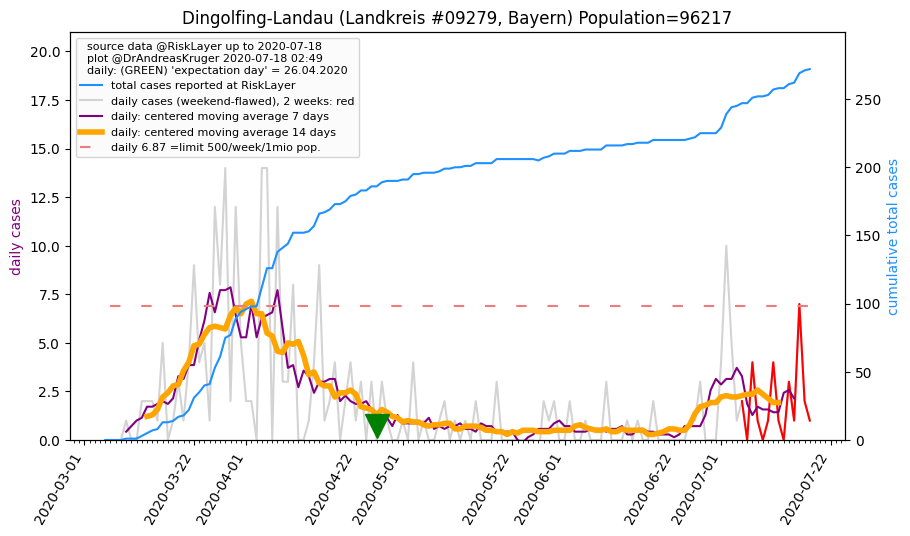 Dingolfing-Landau (Landkreis #09279, Bayern) Population=96217
source data @RiskLayer up to 2020-07-18
plot @DrAndreasKruger 2020-07-18 02:49
daily: (GREEN) 'expectation day' = 26.04.2020
total cases reported at RiskLayer
daily cases (weekend-flawed), 2 weeks: red
daily: centered moving average 7 days
daily: centered moving average 14 days
daily 6.87 =limit 500/week/1mio pop.
daily cases
20.0
17.5
15.0
12.5
10.0
7.5
5.0
2.5
0.0
cumulative total cases
250
200
150
100
50
0
2020-03-01
2020-03-22
2020-04-01
2020-04-22
2020-05-01
2020-05-22
2020-06-01
2020-06-22
2020-07-01
2020-07-22